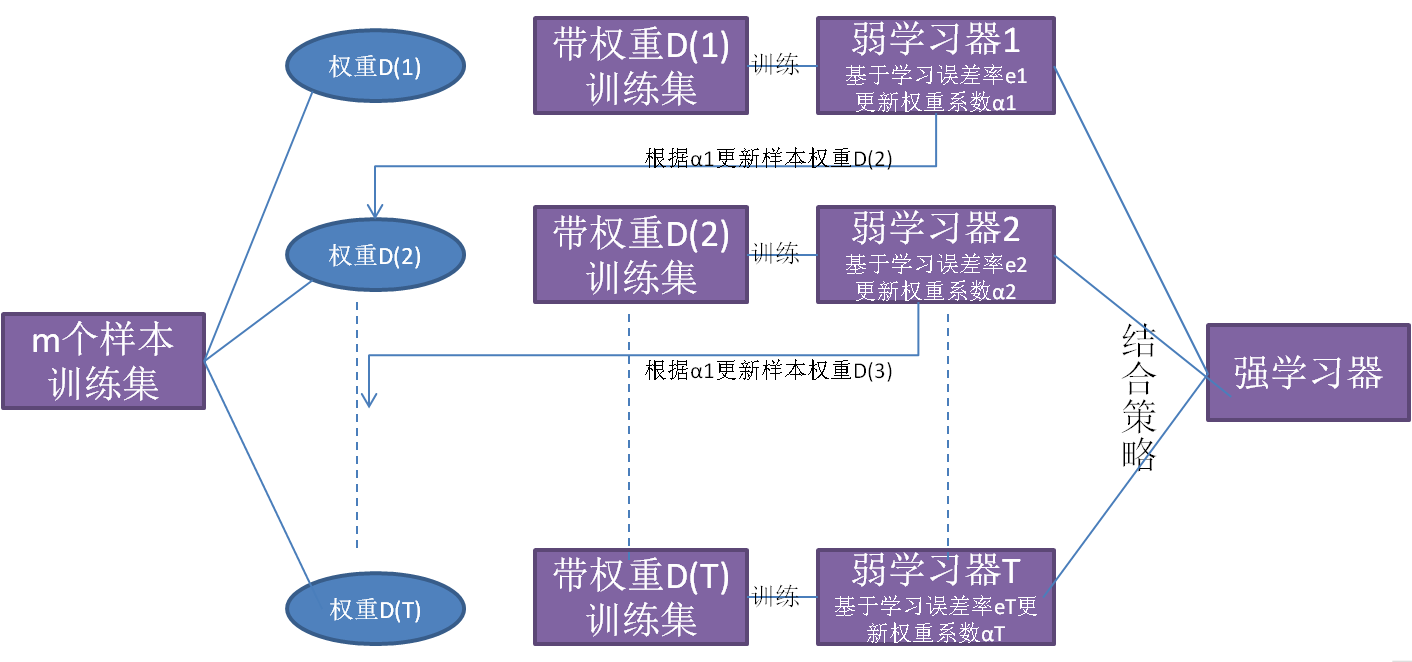 权重D(1)
带权重D(1)
训练集
训练
弱学习器1
基于学习误差率e1
更新权重系数α1
根据α1更新样本权重D(2)
权重D(2)
带权重D(2)
训练集
训练
弱学习器2
基于学习误差率e2
更新权重系数α2
m个样本
训练集
根据α1更新样本权重D(3)
结合策略
强学习器
权重D(T)
带权重D(T)
训练集
训练
弱学习器T
基于学习误差率eT更
新权重系数αT